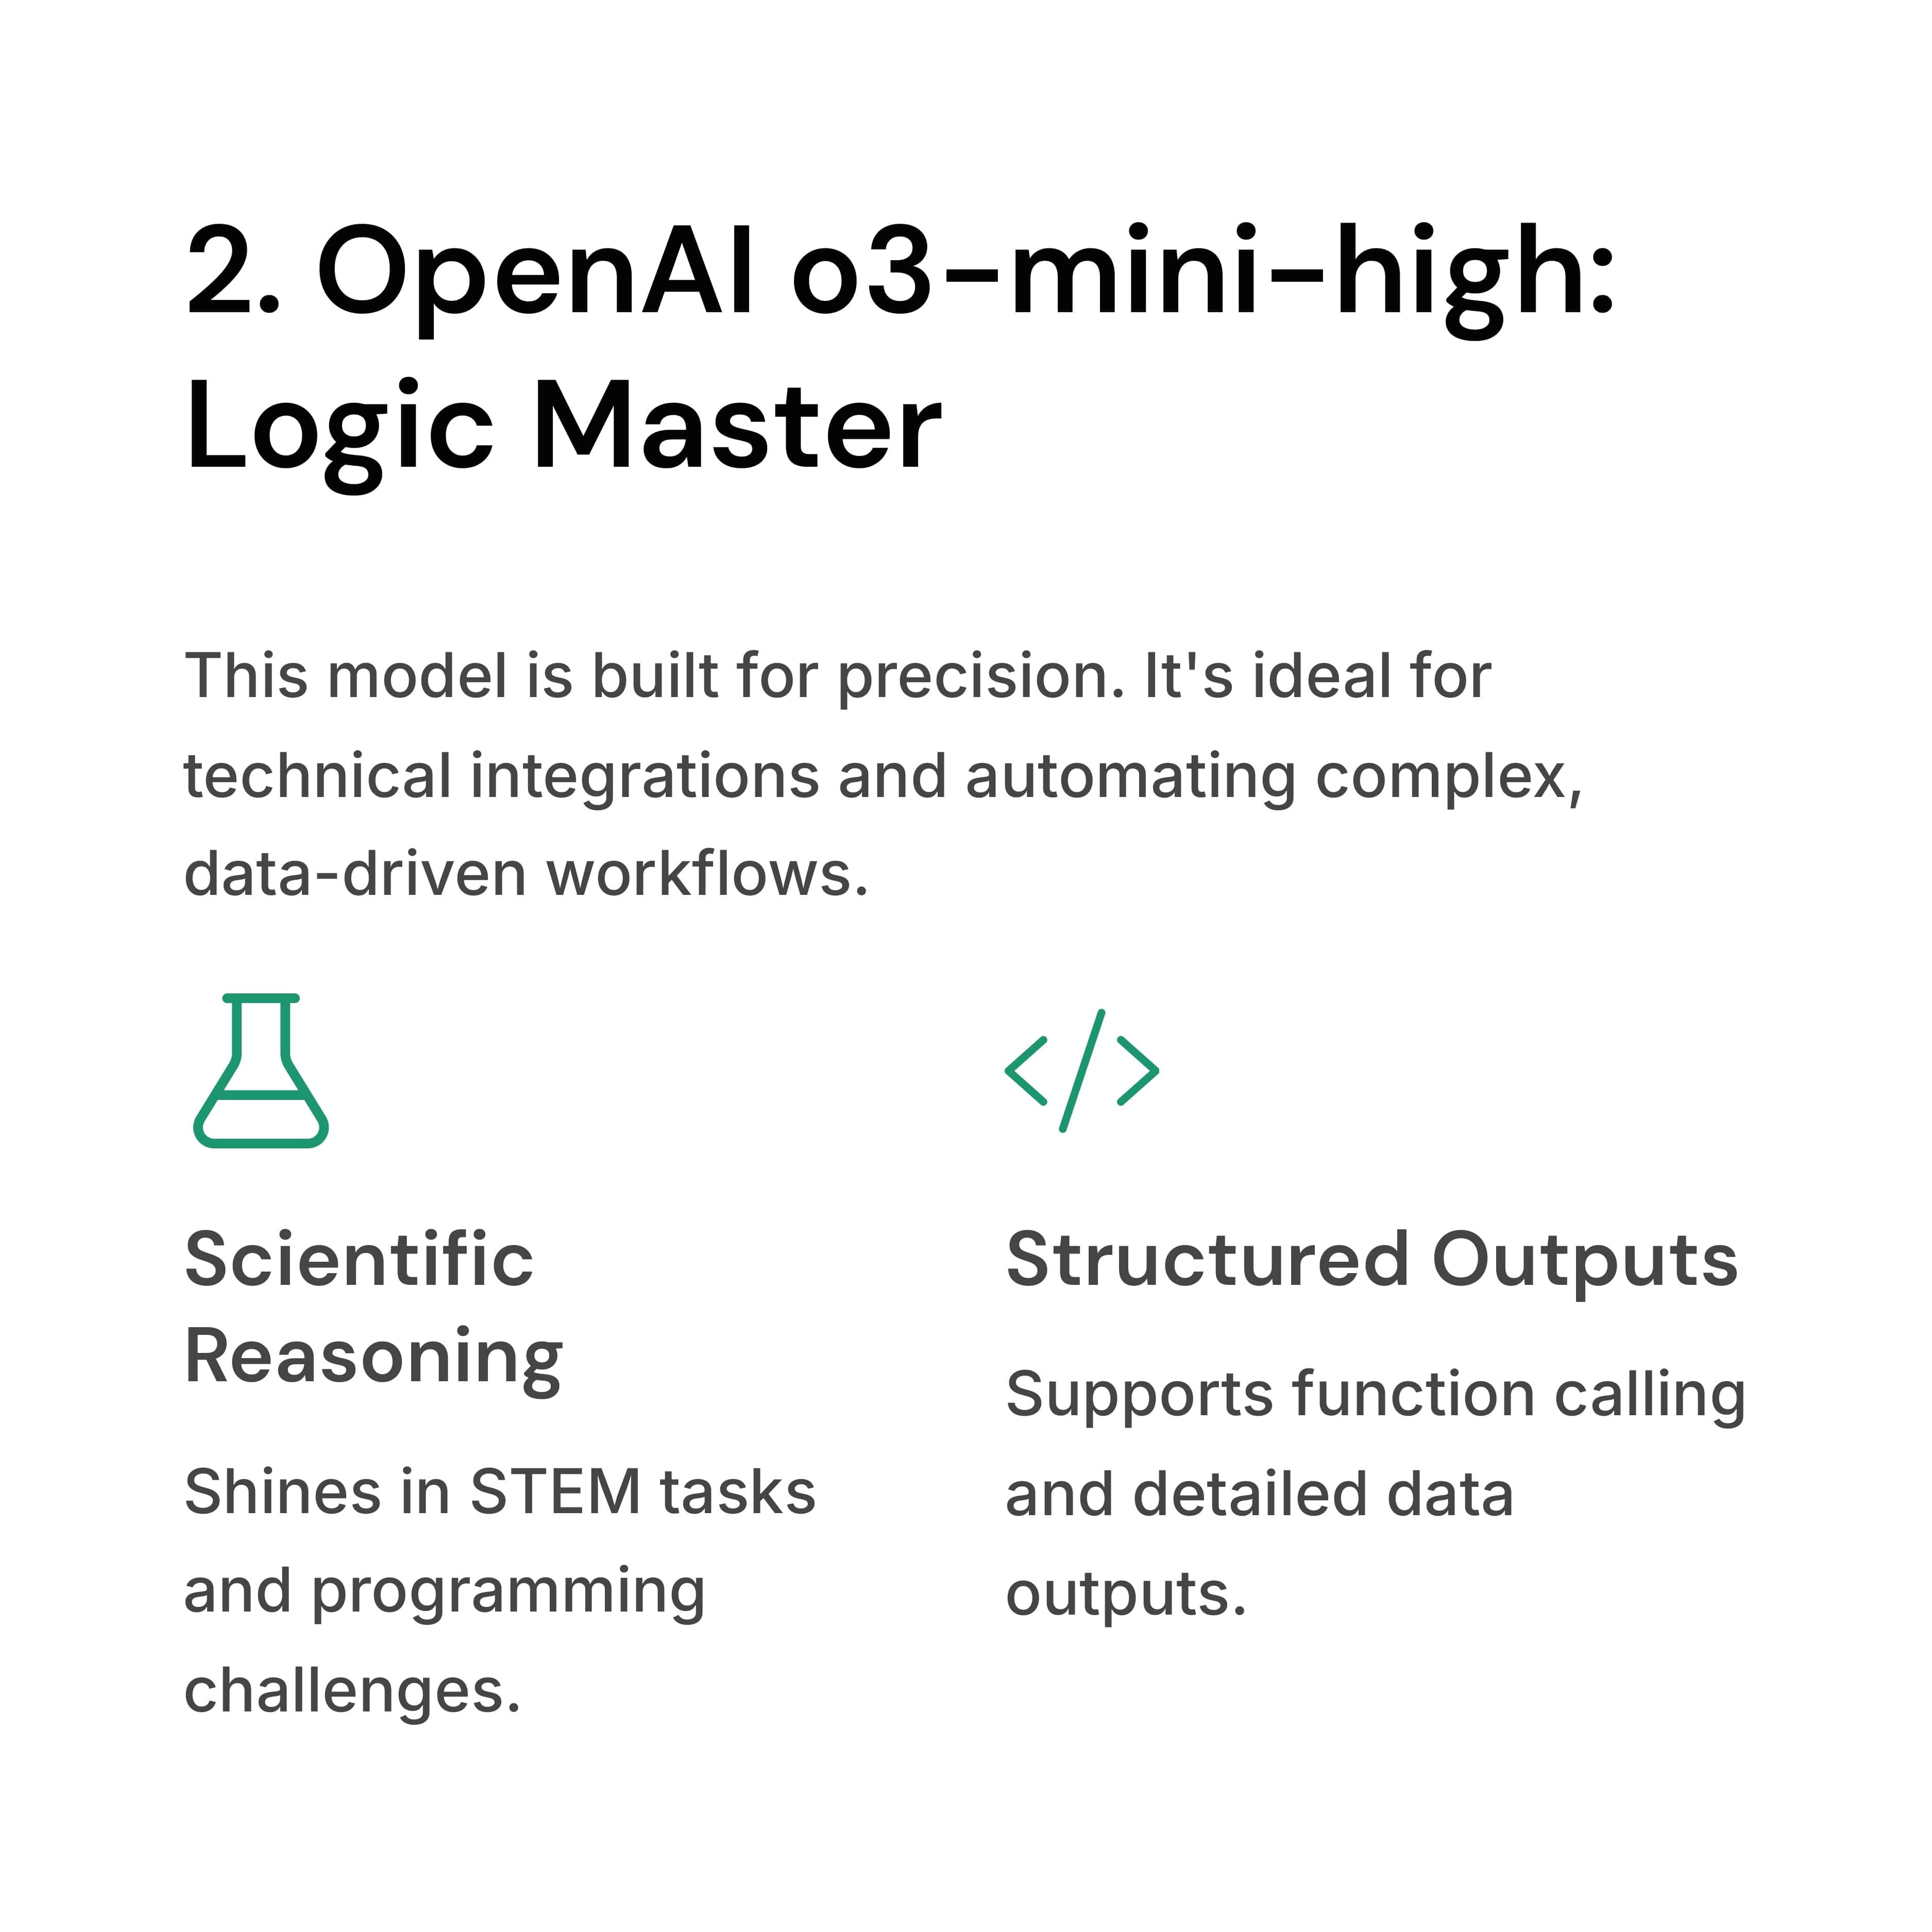 2. OpenAI o3-mini-high:
Logic Master
This model is built for precision. It's ideal for
technical integrations and automating complex,
data-driven workflows.
</>
Scientific
Reasoning
Shines in STEM tasks
and programming
challenges.
Structured Outputs
Supports function calling
and detailed data
outputs.